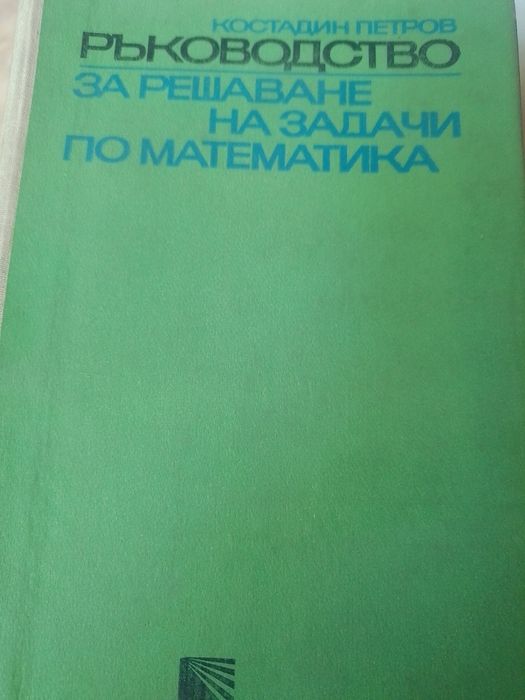 КОСТАДИН ПЕТРОВ
РЪКОВОДСТВО
ЗА РЕШАВАНЕ
НА ЗАДАЧИ
ПО МАТЕМАТИКА